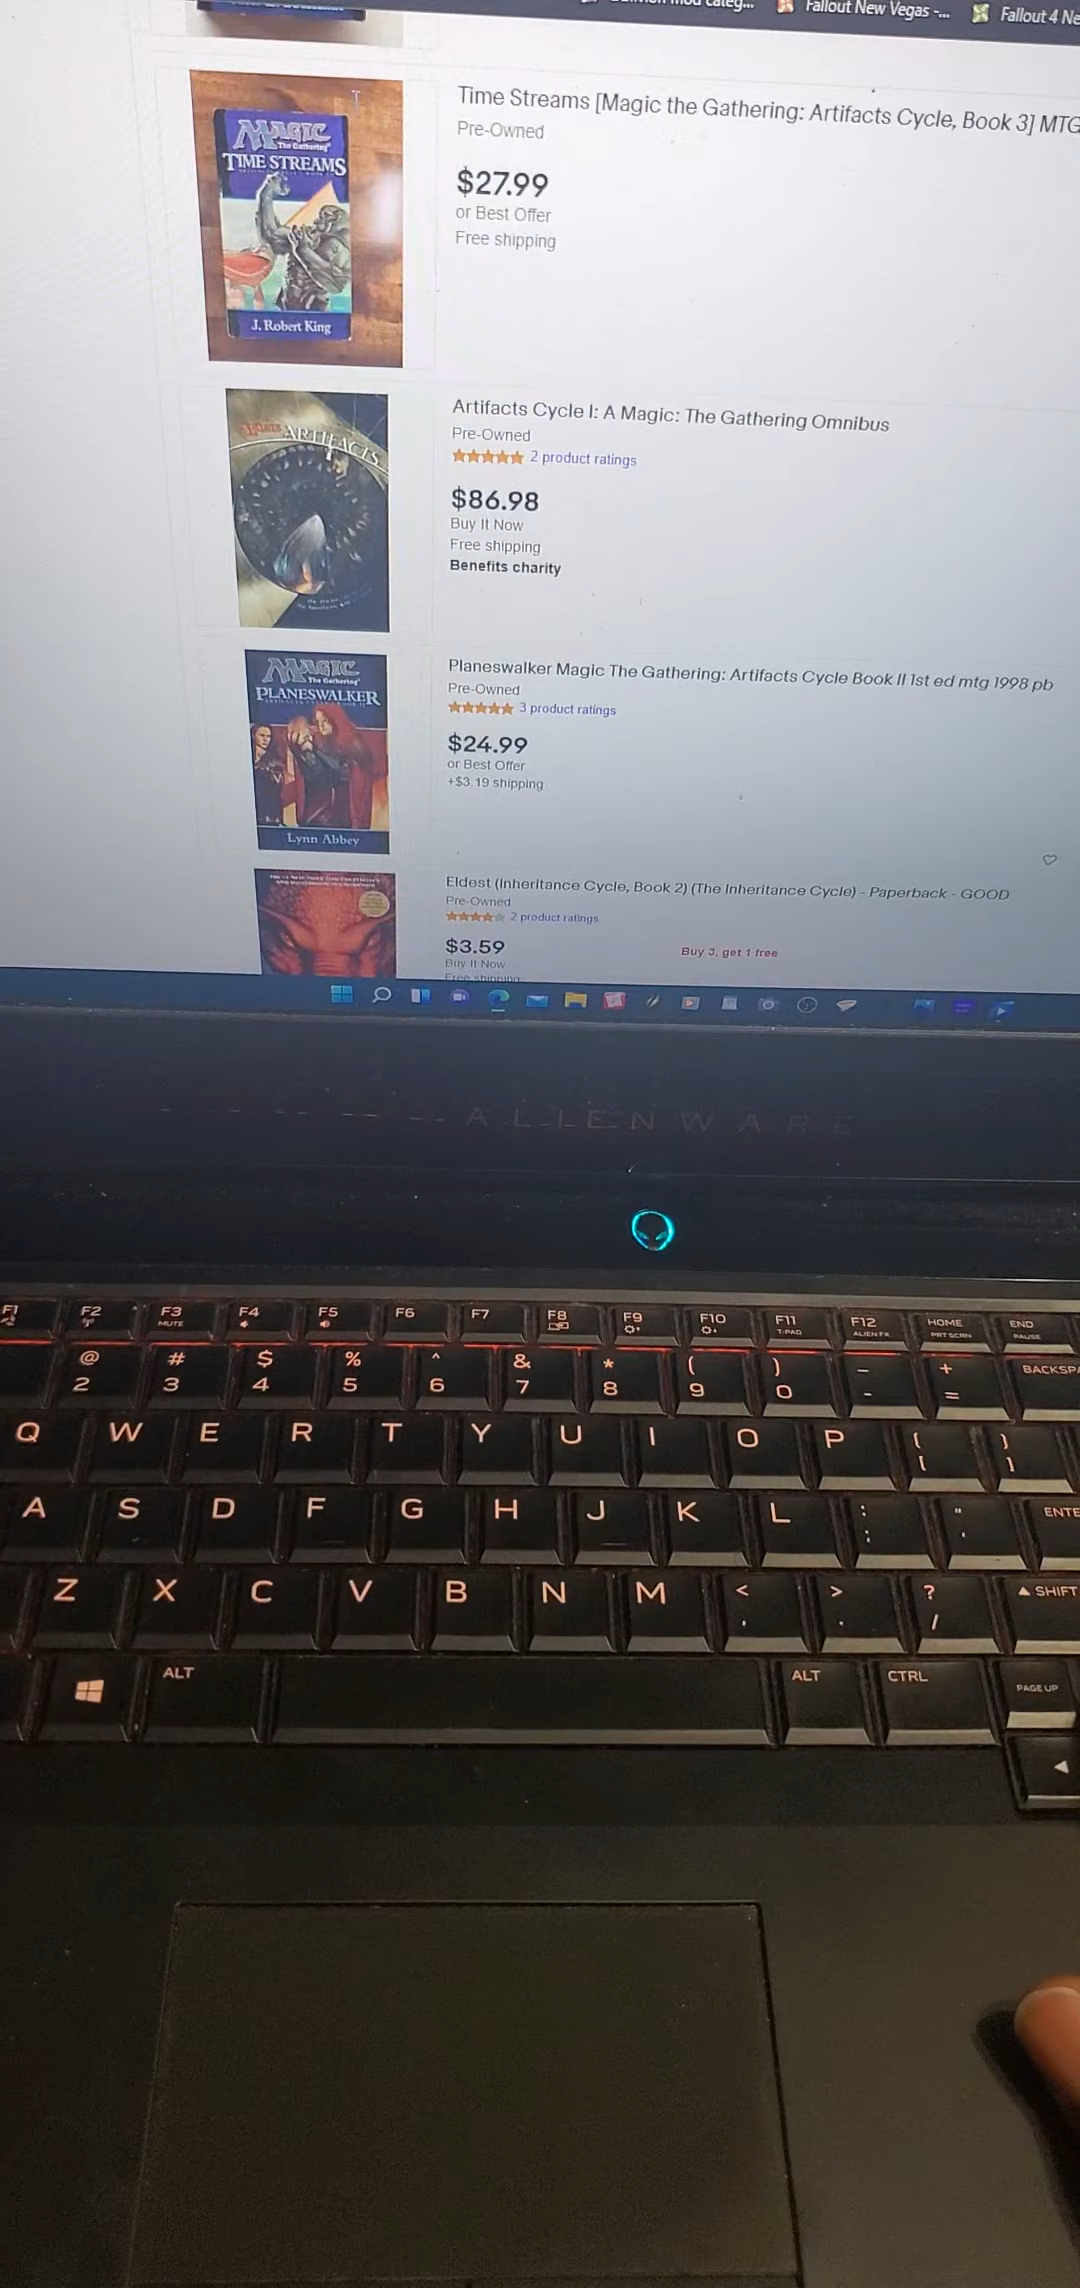 Fallout New Vegas -...
Fallout 4 Ne
MAGIC
The Gathering
TIME STREAMS
J. Robert King
Time Streams [Magic the Gathering: Artifacts Cycle, Book 3] MTG
Pre-Owned
$27.99
or Best Offer
Free shipping
ARTIFACTS
Artifacts Cycle I: A Magic: The Gathering Omnibus
Pre-Owned
2 product ratings
$86.98
Buy It Now
Free shipping
Benefits charity
MAGIC
The Gathering
PLANESWALKER
Lynn Abbey
Planeswalker Magic The Gathering: Artifacts Cycle Book II 1st ed mtg 1998 pb
Pre-Owned
3 product ratings
$24.99
or Best Offer
+$3.19 shipping
Eldest (Inheritance Cycle, Book 2) (The Inheritance Cycle) - Paperback - GOOD
Pre-Owned
2 product ratings
$3.59
Buy 3, get 1 free
Buy It Now
Free shipping
ALIENWARE
F1 F2 F3 F4 F5 F6 F7 F8 F9 F10 F11 F12 HOME END
MUTE T-PAD ALIEN FX PRT SCRN PAUSE
@ # $ % ^ & * ( ) _ + BACKSPA
2 3 4 5 6 7 8 9 0 - =
Q W E R T Y U I O P { }
[ ]
A S D F G H J K L : " ENTE
; '
Z X C V B N M < > ? SHIFT
, . /
ALT ALT CTRL PAGE UP